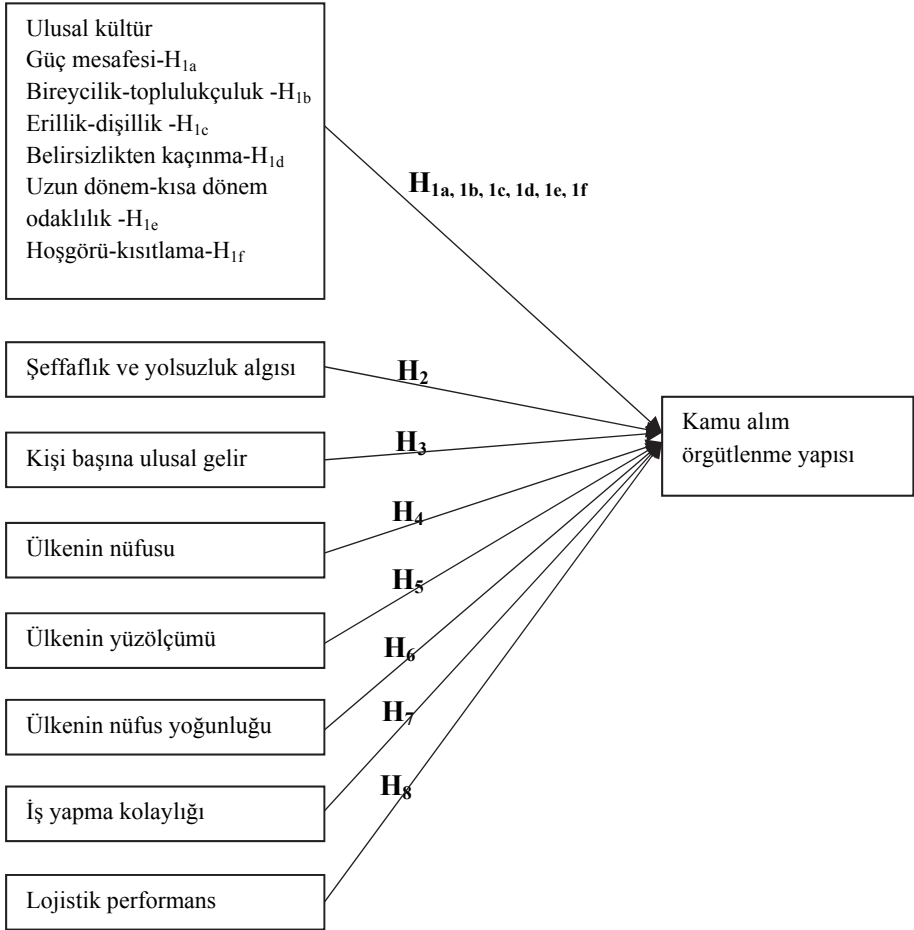 Ulusal kültür
Güç mesafesi-H1a
Bireycilik-toplulukçuluk -H1b
Erillik-dişillik -H1c
Belirsizlikten kaçınma-H1d
Uzun dönem-kısa dönem
odaklılık -H1e
Hoşgörü-kısıtlama-H1f
H1a, 1b, 1c, 1d, 1e, 1f
Şeffaflık ve yolsuzluk algısı
H2
Kişi başına ulusal gelir
H3
Ülkenin nüfusu
H4
Ülkenin yüzölçümü
H5
Ülkenin nüfus yoğunluğu
H6
İş yapma kolaylığı
H7
Lojistik performans
H8
Kamu alım
örgütlenme yapısı